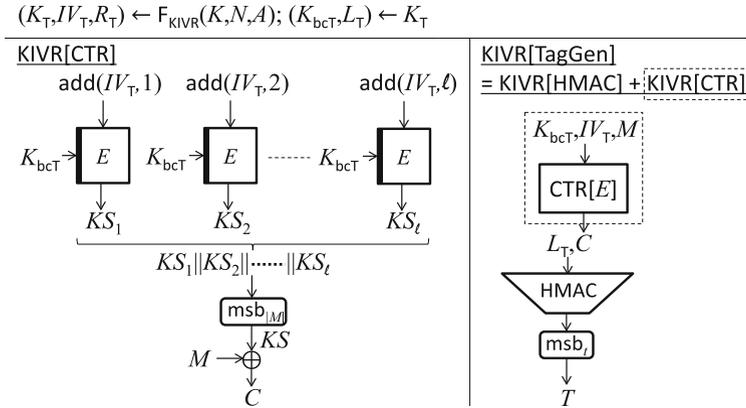 (K_T,IV_T,R_T) ← F_KIVR(K,N,A); (K_bcT,L_T) ← K_T
KIVR[CTR]
add(IV_T,1) add(IV_T,2) add(IV_T,ℓ)
K_bcT E K_bcT E K_bcT E
KS_1 KS_2 KS_ℓ
KS_1||KS_2||······||KS_ℓ
msb_|M|
KS
M
C
KIVR[TagGen]
= KIVR[HMAC] + KIVR[CTR]
K_bcT,IV_T,M
CTR[E]
L_T,C
HMAC
msb_t
T